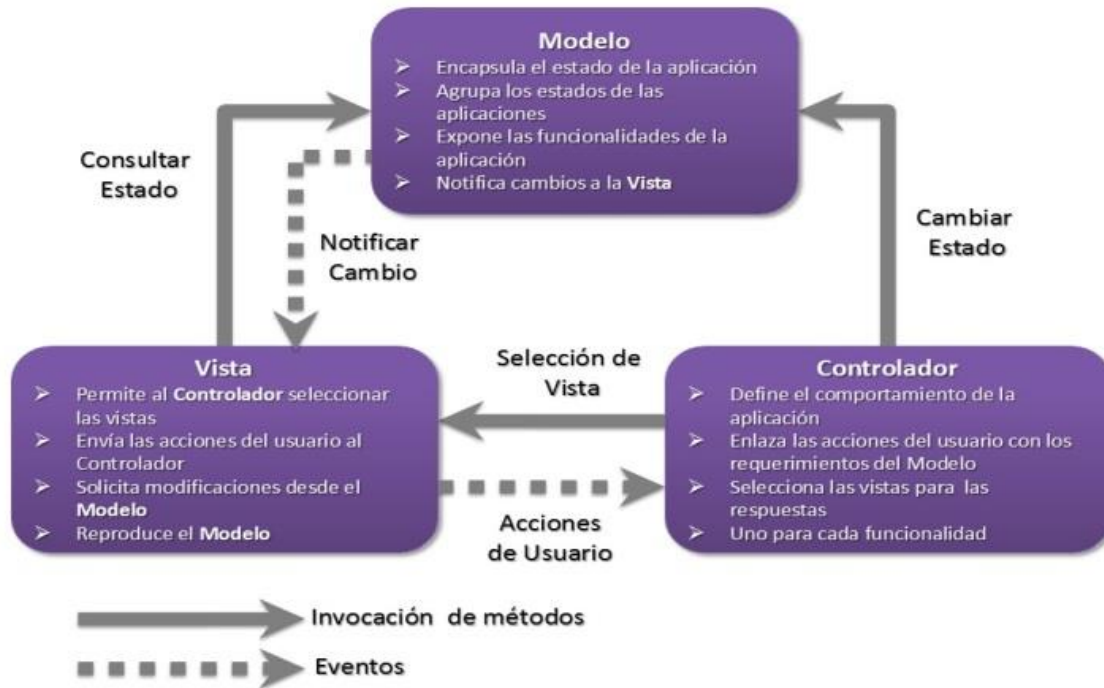 Modelo
➢ Encapsula el estado de la aplicación
➢ Agrupa los estados de las
aplicaciones
➢ Expone las funcionalidades de la
aplicación
➢ Notifica cambios a la Vista
Consultar
Estado
Notificar
Cambio
Cambiar
Estado
Vista
➢ Permite al Controlador seleccionar
las vistas
➢ Envía las acciones del usuario al
Controlador
➢ Solicita modificaciones desde el
Modelo
➢ Reproduce el Modelo
Selección de
Vista
Acciones
de Usuario
Controlador
➢ Define el comportamiento de la
aplicación
➢ Enlaza las acciones del usuario con los
requerimientos del Modelo
➢ Selecciona las vistas para las
respuestas
➢ Uno para cada funcionalidad
Invocación de métodos
Eventos